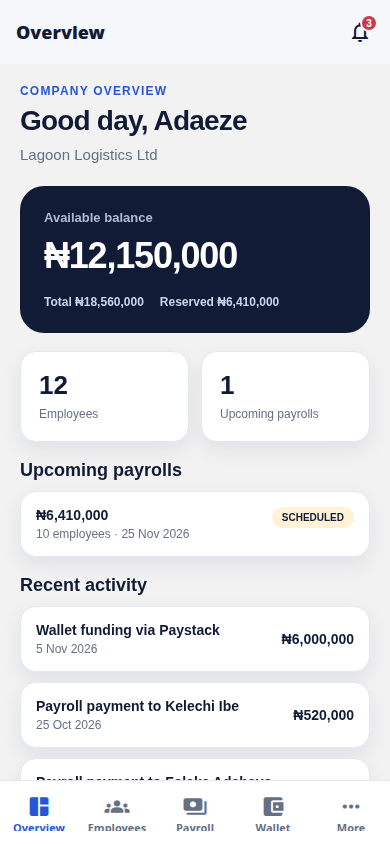 Overview
3
COMPANY OVERVIEW
Good day, Adaeze
Lagoon Logistics Ltd
Available balance
₦12,150,000
Total ₦18,560,000 Reserved ₦6,410,000
12
Employees
1
Upcoming payrolls
Upcoming payrolls
₦6,410,000
SCHEDULED
10 employees · 25 Nov 2026
Recent activity
Wallet funding via Paystack
5 Nov 2026
₦6,000,000
Payroll payment to Kelechi Ibe
25 Oct 2026
₦520,000
Payroll payment to
Overview Employees Payroll Wallet More